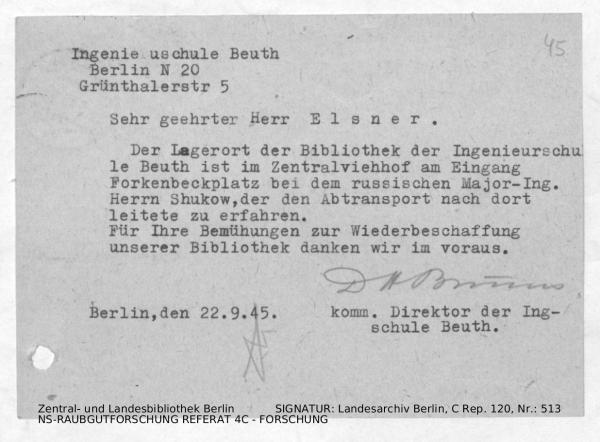 45
Ingenie uschule Beuth
Berlin N 20
Grünthalerstr 5
Sehr geehrter Herr E l s n e r .
Der Lagerort der Bibliothek der Ingenieurschu
le Beuth ist im Zentralviehhof am Eingang
Forkenbeckplatz bei dem russischen Major-Ing.
Herrn Shukow,der den Abtransport nach dort
leitete zu erfahren.
Für Ihre Bemühungen zur Wiederbeschaffung
unserer Bibliothek danken wir im voraus.
Berlin,den 22.9.45.
komm. Direktor der Ing-
schule Beuth.
Zentral- und Landesbibliothek Berlin SIGNATUR: Landesarchiv Berlin, C Rep. 120, Nr.: 513
NS-RAUBGUTFORSCHUNG REFERAT 4C - FORSCHUNG